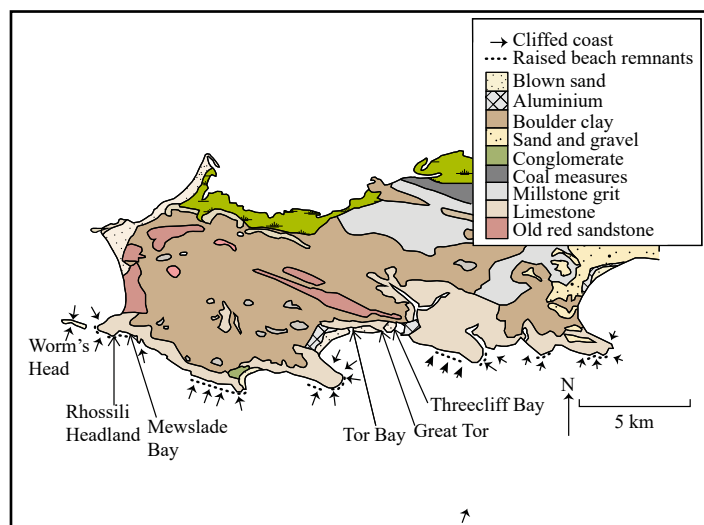 Cliffed coast
Raised beach remnants
Blown sand
Aluminium
Boulder clay
Sand and gravel
Conglomerate
Coal measures
Millstone grit
Limestone
Old red sandstone
Worm's
Head
Rhossili
Headland
Mewslade
Bay
Tor Bay
Great Tor
Threecliff Bay
N
5 km